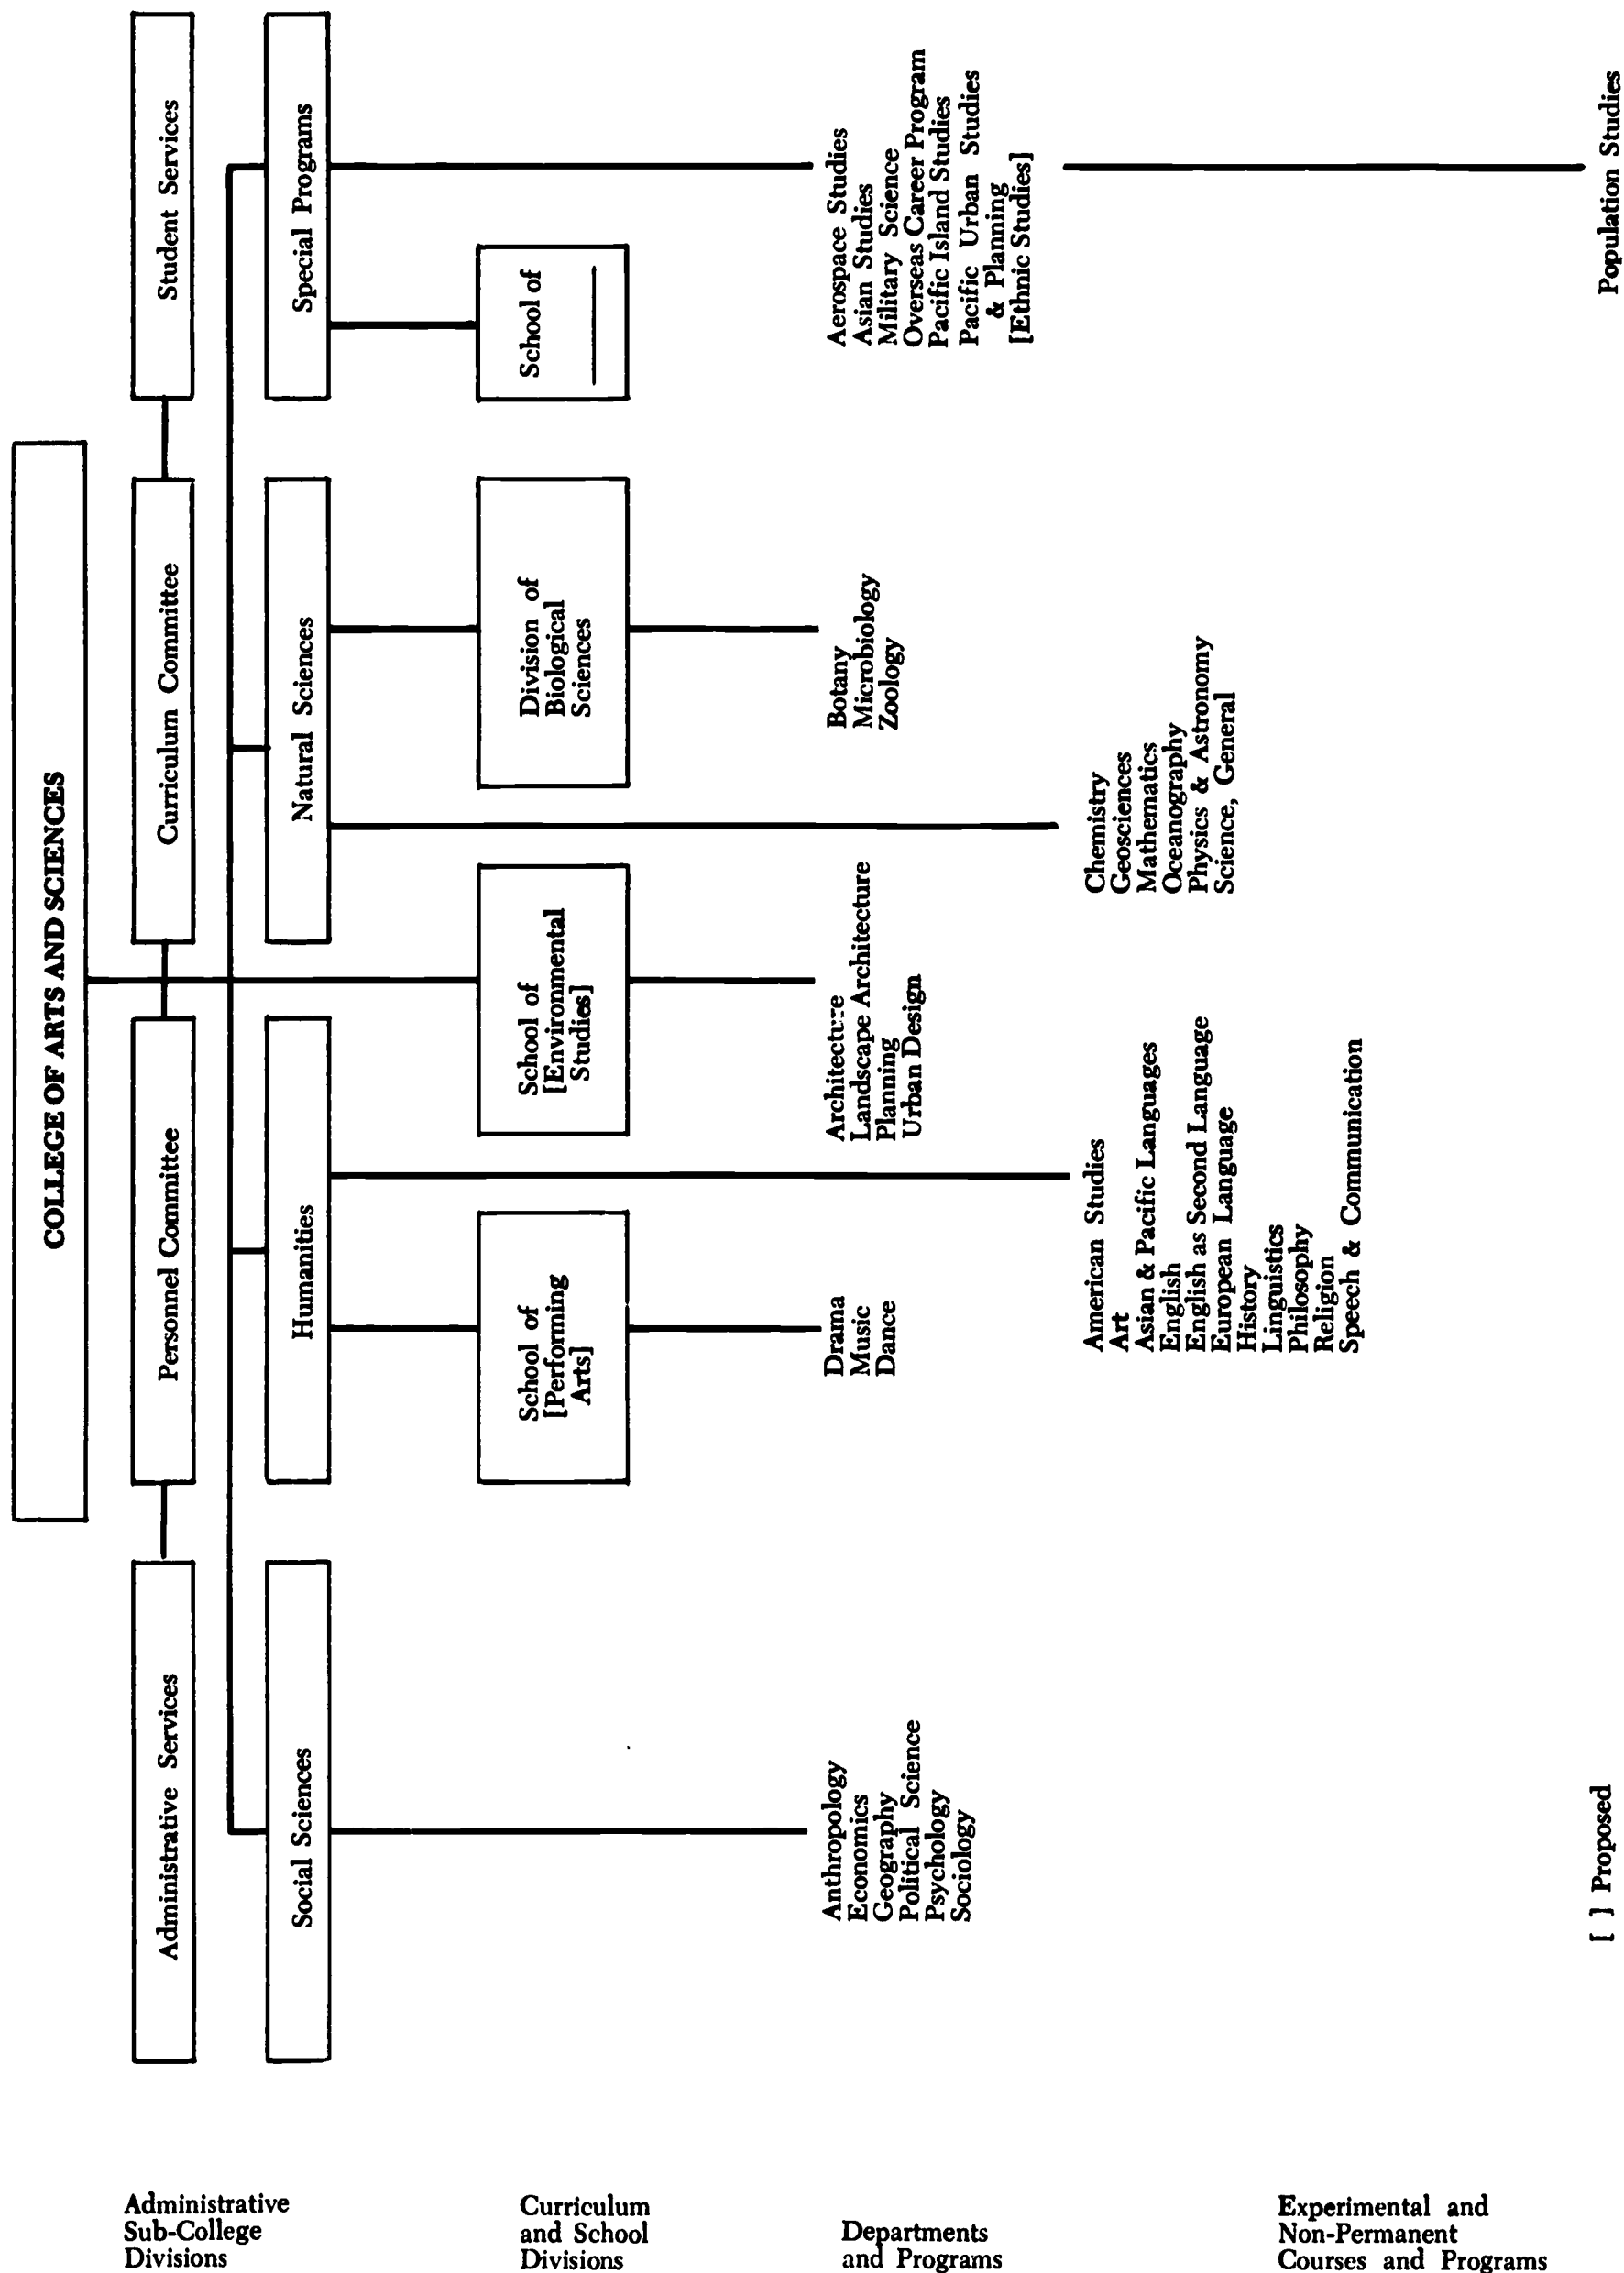 COLLEGE OF ARTS AND SCIENCES
Administrative Services
Personnel Committee
Curriculum Committee
Student Services
Social Sciences
Humanities
Natural Sciences
Special Programs
School of
[Performing
Arts]
School of
[Environmental
Studies]
Division of
Biological
Sciences
School of
Anthropology
Economics
Geography
Political Science
Psychology
Sociology
Drama
Music
Dance
Architecture
Landscape Architecture
Planning
Urban Design
Botany
Microbiology
Zoology
Aerospace Studies
Asian Studies
Military Science
Overseas Career Program
Pacific Island Studies
Pacific Urban Studies
& Planning
[Ethnic Studies]
American Studies
Art
Asian & Pacific Languages
English
English as Second Language
European Language
History
Linguistics
Philosophy
Religion
Speech & Communication
Chemistry
Geosciences
Mathematics
Oceanography
Physics & Astronomy
Science, General
Population Studies
[ ] Proposed
Administrative
Sub-College
Divisions
Curriculum
and School
Divisions
Departments
and Programs
Experimental and
Non-Permanent
Courses and Programs